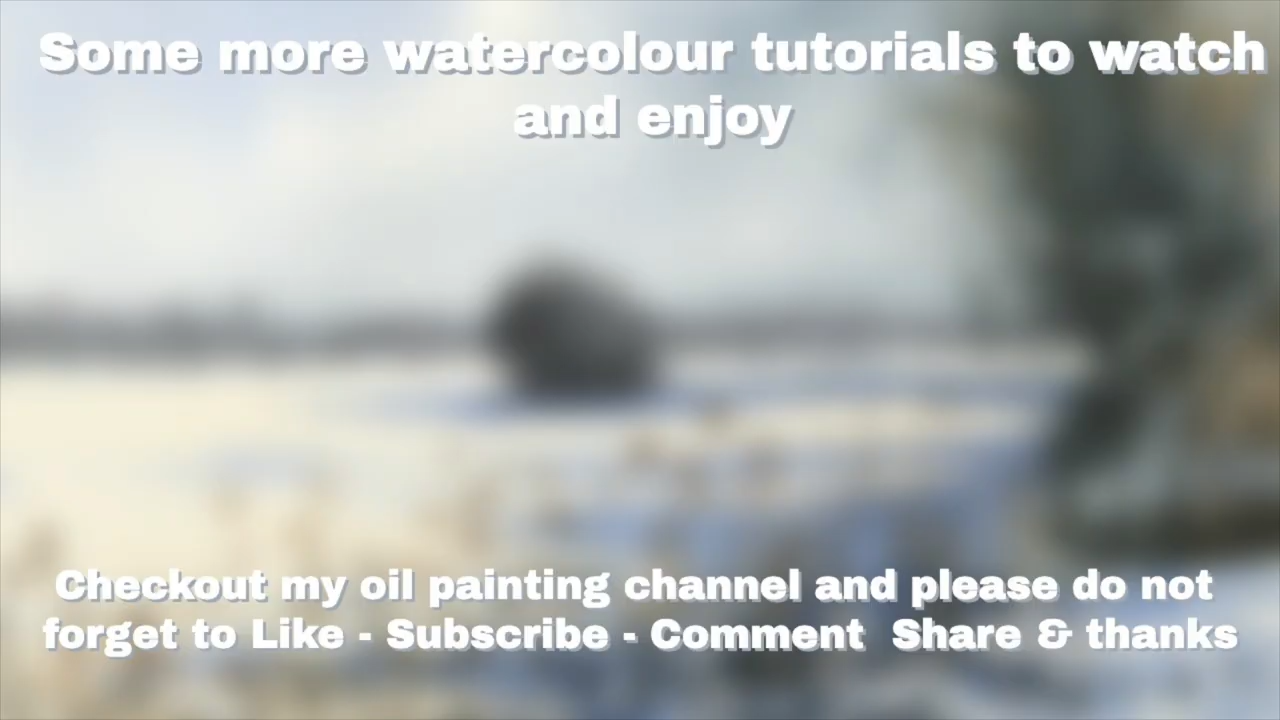 Some more watercolour tutorials to watch
and enjoy
Checkout my oil painting channel and please do not
forget to Like - Subscribe - Comment  Share & thanks